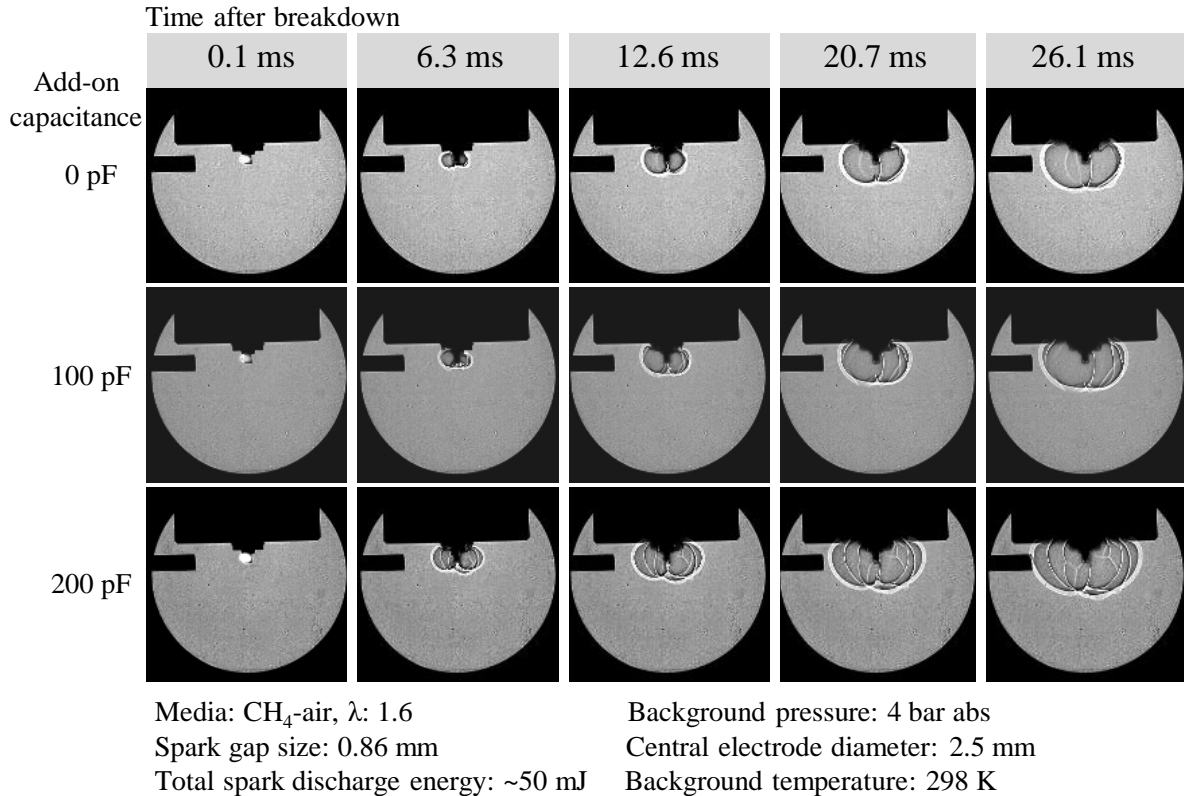 Time after breakdown
0.1 ms 6.3 ms 12.6 ms 20.7 ms 26.1 ms
Add-on
capacitance
0 pF
100 pF
200 pF
Media: CH₄-air, λ: 1.6
Background pressure: 4 bar abs
Spark gap size: 0.86 mm
Central electrode diameter: 2.5 mm
Total spark discharge energy: ~50 mJ
Background temperature: 298 K